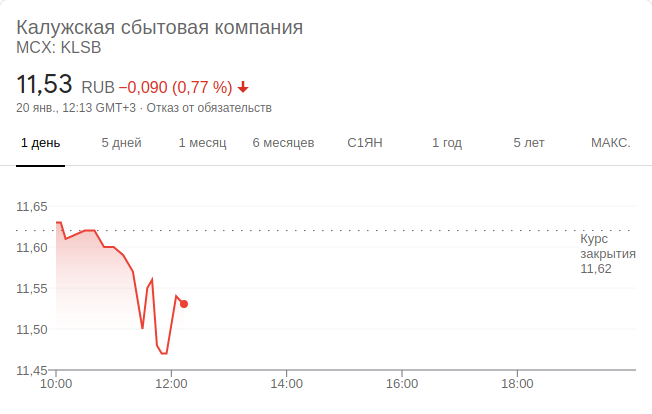 Калужская сбытовая компания
MCX: KLSB
11,53 RUB −0,090 (0,77 %)
20 янв., 12:13 GMT+3 · Отказ от обязательств
1 день 5 дней 1 месяц 6 месяцев С1ЯН 1 год 5 лет МАКС.
11,65
Курс
закрытия
11,62
11,60
11,55
11,50
11,45
10:00 12:00 14:00 16:00 18:00